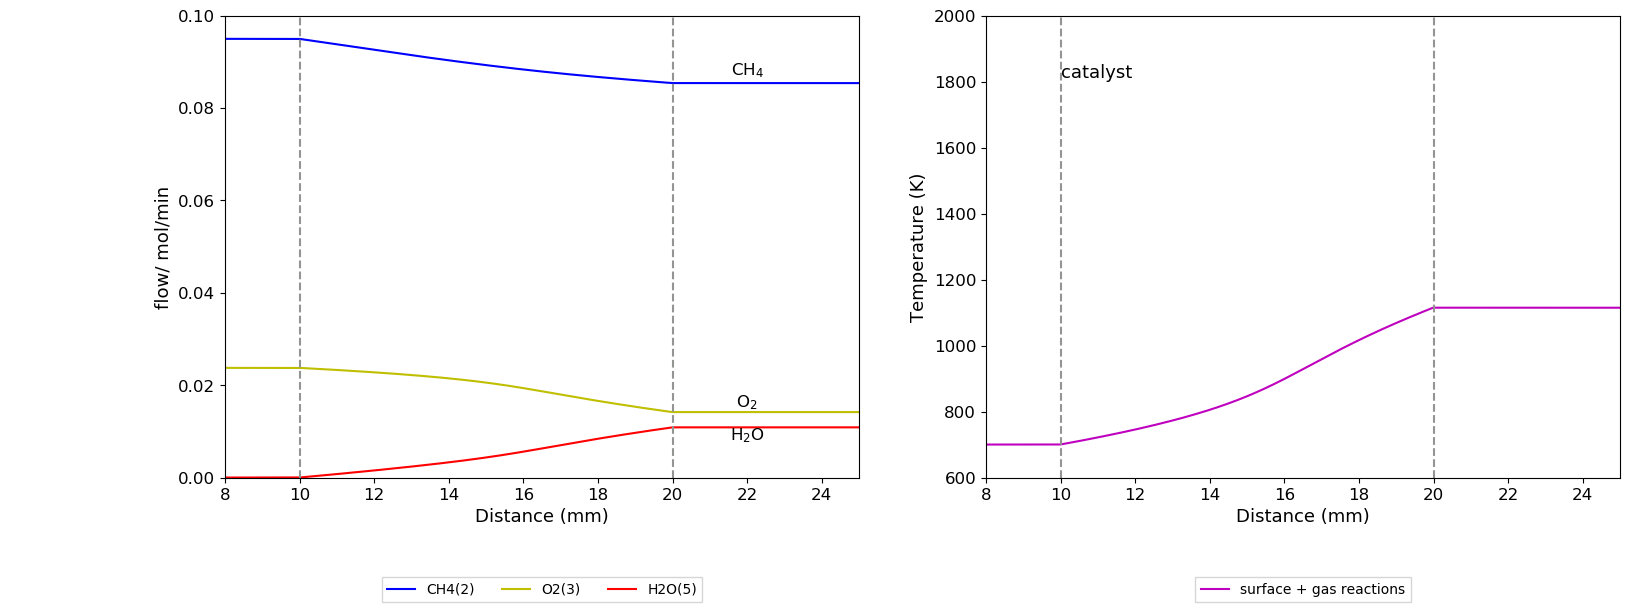 0.10
0.08
0.06
0.04
0.02
0.00
flow/ mol/min
CH₄
O₂
H₂O
8 10 12 14 16 18 20 22 24
Distance (mm)
CH4(2) O2(3) H2O(5)
2000
1800
1600
1400
1200
1000
800
600
Temperature (K)
catalyst
8 10 12 14 16 18 20 22 24
Distance (mm)
surface + gas reactions